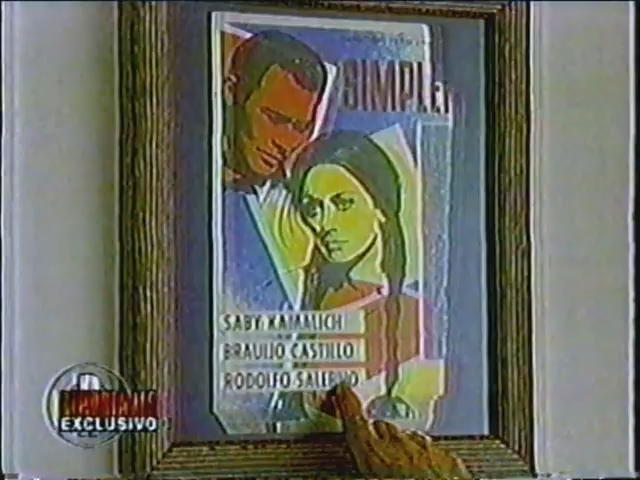 SIMPLE
SABY KAMALICH
BRAULIO CASTILLO
RODOLFO SALERNO
EXCLUSIVO